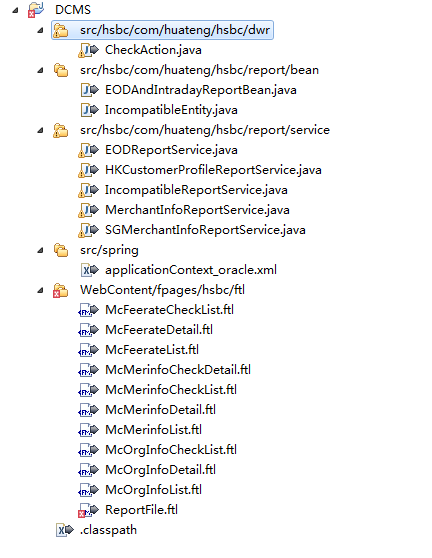 DCMS
src/hsbc/com/huateng/hsbc/dwr
CheckAction.java
src/hsbc/com/huateng/hsbc/report/bean
EODAndIntradayReportBean.java
IncompatibleEntity.java
src/hsbc/com/huateng/hsbc/report/service
EODReportService.java
HKCustomerProfileReportService.java
IncompatibleReportService.java
MerchantInfoReportService.java
SGMerchantInfoReportService.java
src/spring
applicationContext_oracle.xml
WebContent/fpages/hsbc/ftl
McFeerateCheckList.ftl
McFeerateDetail.ftl
McFeerateList.ftl
McMerinfoCheckDetail.ftl
McMerinfoCheckList.ftl
McMerinfoDetail.ftl
McMerinfoList.ftl
McOrgInfoCheckList.ftl
McOrgInfoDetail.ftl
McOrgInfoList.ftl
ReportFile.ftl
.classpath